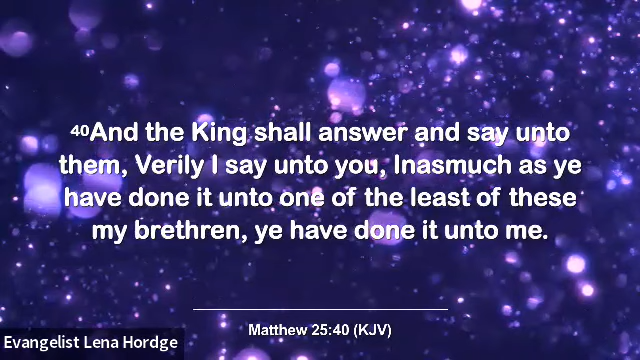 ⁴⁰And the King shall answer and say unto
them, Verily I say unto you, Inasmuch as ye
have done it unto one of the least of these
my brethren, ye have done it unto me.
Matthew 25:40 (KJV)
Evangelist Lena Hordge